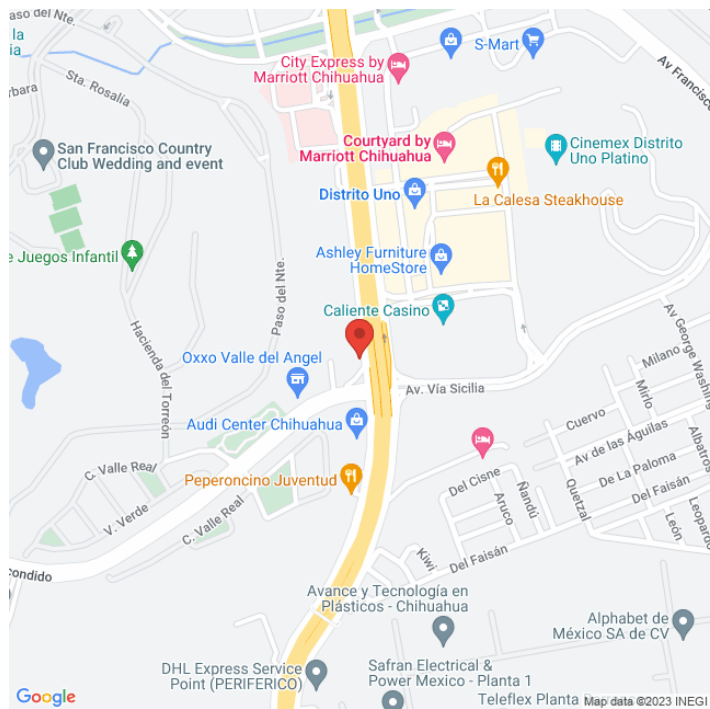 Paso del Nte.
la
ia
City Express by
Marriott Chihuahua
S-Mart
Av Francisco
Sta. Rosalía
arbara
San Francisco Country
Club Wedding and event
Courtyard by
Marriott Chihuahua
Cinemex Distrito
Uno Platino
Distrito Uno
La Calesa Steakhouse
e Juegos Infantil
Paso del Nte.
Ashley Furniture
HomeStore
Caliente Casino
Hacienda del Torreón
Oxxo Valle del Angel
Av. Vía Sicilia
Av George Washing
Milano
Mirlo
Audi Center Chihuahua
Cuervo
Av de las Águilas
Albatros
C. Valle Real
Peperoncino Juventud
De La Paloma
Del Cisne
Ñandú
Aruco
Quetzal
Del Faisán
V. Verde
C. Valle Real
León
Leopardo
Kiwi
Del Faisán
condido
Avance y Tecnología en
Plásticos - Chihuahua
Alphabet de
México SA de CV
DHL Express Service
Point (PERIFERICO)
Safran Electrical &
Power Mexico - Planta 1
Teleflex Planta
Google
Map data ©2023 INEGI